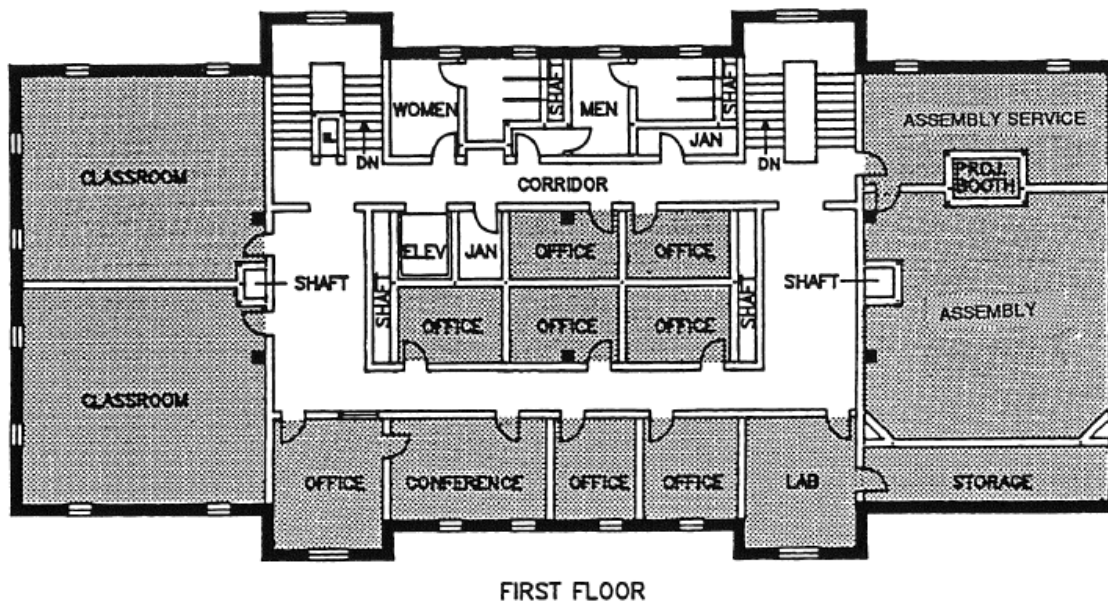 WOMEN
SHAFT
MEN
SHAFT
JAN
DN
DN
ASSEMBLY SERVICE
PROJ.
BOOTH
CLASSROOM
CORRIDOR
ELEV
JAN
OFFICE
OFFICE
SHAFT
SHAFT
SHAFT
SHAFT
OFFICE
OFFICE
OFFICE
ASSEMBLY
CLASSROOM
OFFICE
CONFERENCE
OFFICE
OFFICE
LAB
STORAGE
FIRST FLOOR